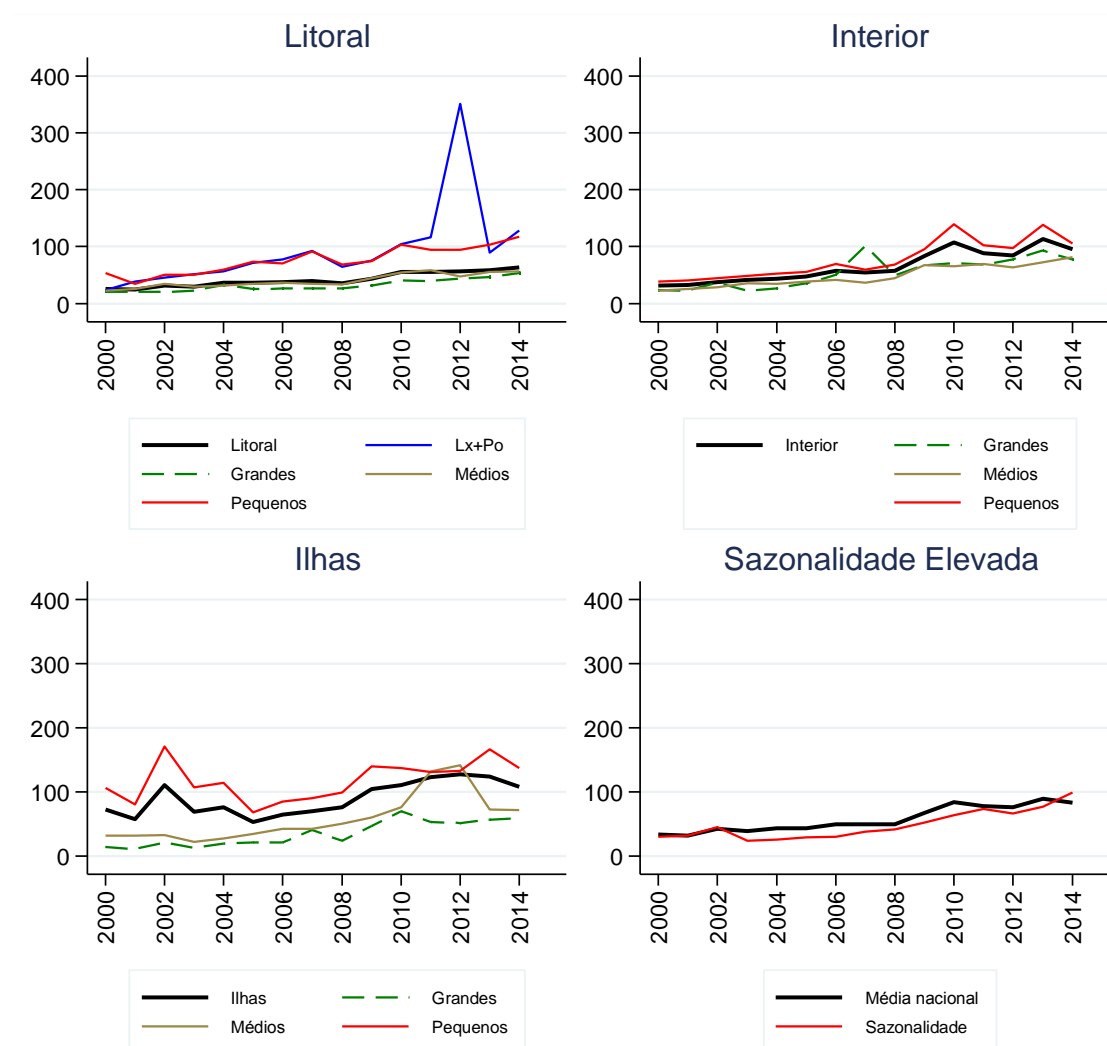 Litoral
400
300
200
100
0
2000
2002
2004
2006
2008
2010
2012
2014
Litoral
Lx+Po
Grandes
Médios
Pequenos
Interior
400
300
200
100
0
2000
2002
2004
2006
2008
2010
2012
2014
Interior
Grandes
Médios
Pequenos
Ilhas
400
300
200
100
0
2000
2002
2004
2006
2008
2010
2012
2014
Ilhas
Grandes
Médios
Pequenos
Sazonalidade Elevada
400
300
200
100
0
2000
2002
2004
2006
2008
2010
2012
2014
Média nacional
Sazonalidade